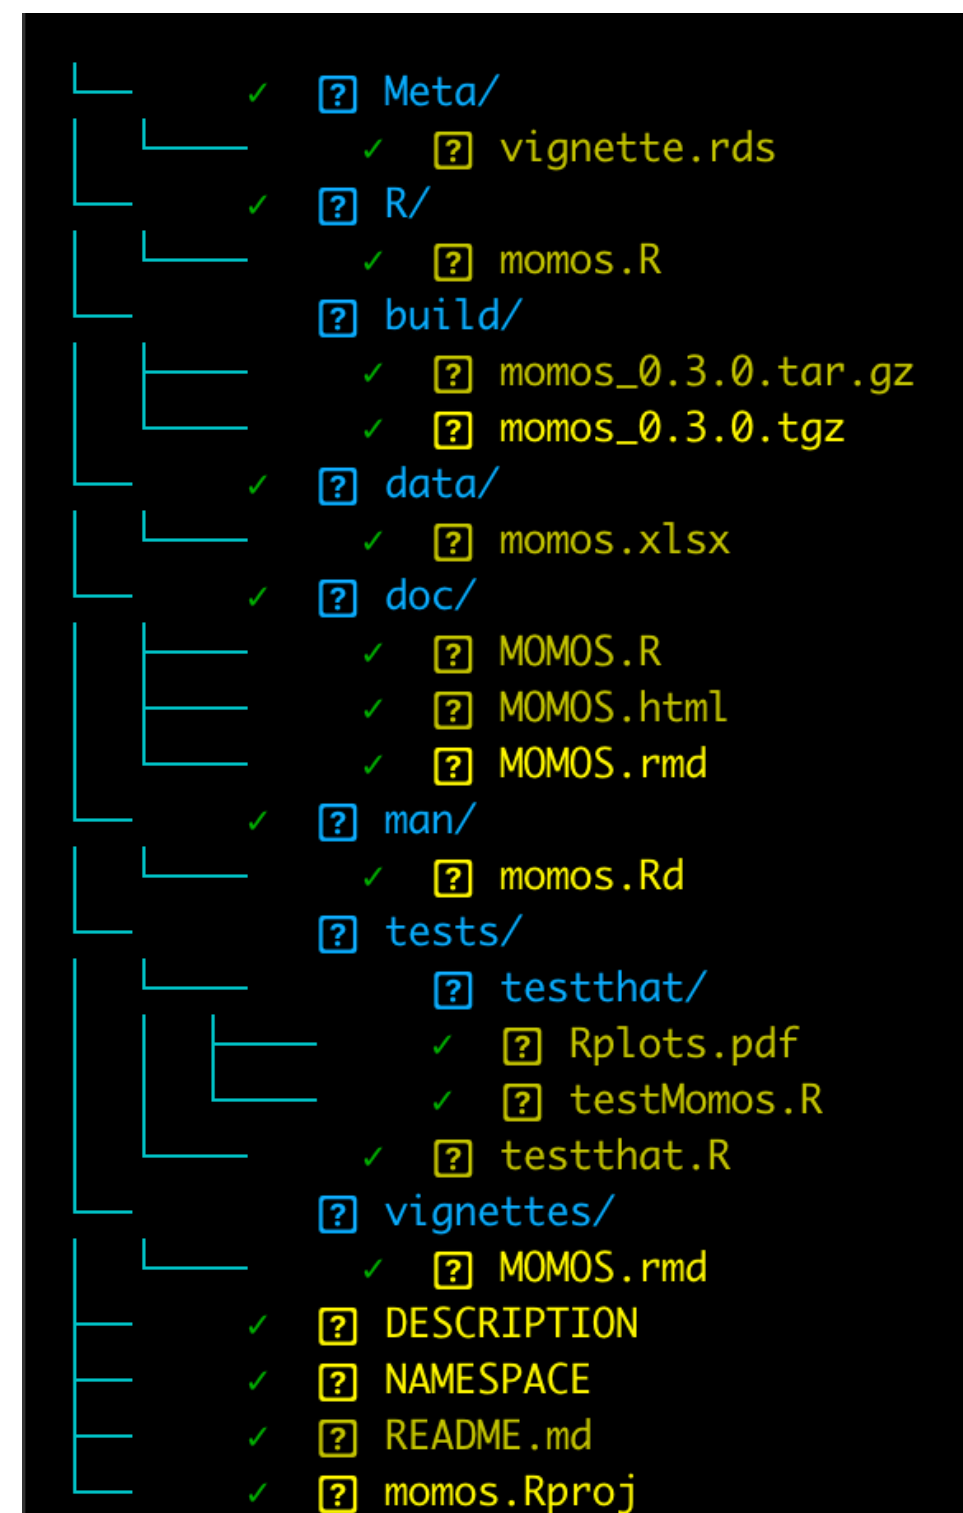 ✓ Meta/
✓ vignette.rds
✓ R/
✓ momos.R
build/
✓ momos_0.3.0.tar.gz
✓ momos_0.3.0.tgz
✓ data/
✓ momos.xlsx
✓ doc/
✓ MOMOS.R
✓ MOMOS.html
✓ MOMOS.rmd
✓ man/
✓ momos.Rd
tests/
testthat/
✓ Rplots.pdf
✓ testMomos.R
✓ testthat.R
vignettes/
✓ MOMOS.rmd
✓ DESCRIPTION
✓ NAMESPACE
✓ README.md
✓ momos.Rproj